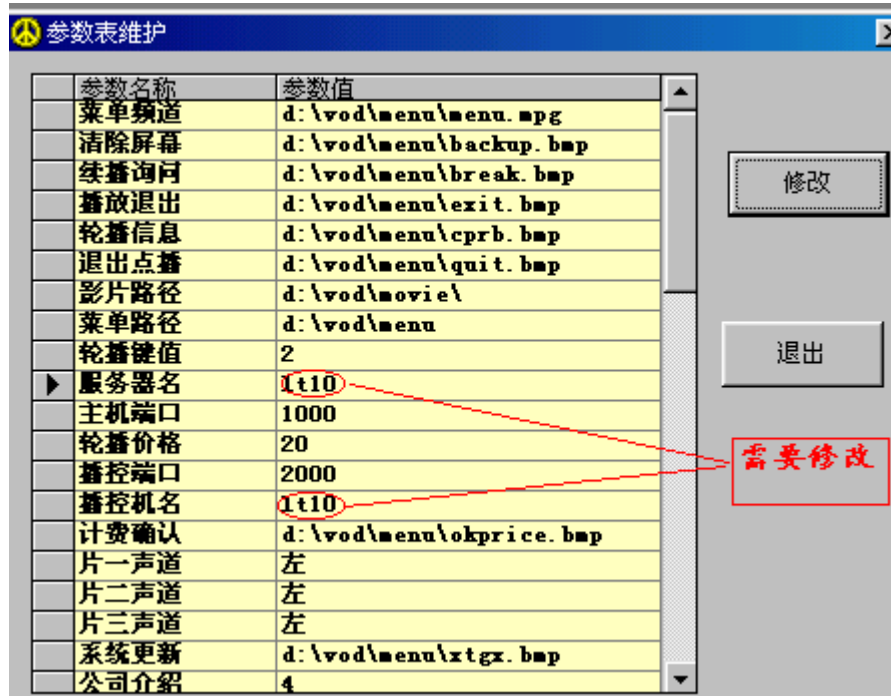 参数表维护
参数名称 参数值
菜单频道 d:\vod\menu\menu.mpg
清除屏幕 d:\vod\menu\backup.bmp
续播询问 d:\vod\menu\break.bmp
播放退出 d:\vod\menu\exit.bmp
轮播信息 d:\vod\menu\cprb.bmp
退出点播 d:\vod\menu\quit.bmp
影片路径 d:\vod\movie\
菜单路径 d:\vod\menu
轮播键值 2
服务器名 lt10
主机端口 1000
轮播价格 20
播控端口 2000
播控机名 lt10
计费确认 d:\vod\menu\okprice.bmp
片一声道 左
片二声道 左
片三声道 左
系统更新 d:\vod\menu\xtgx.bmp
公司介绍 4
修改
退出
需要修改